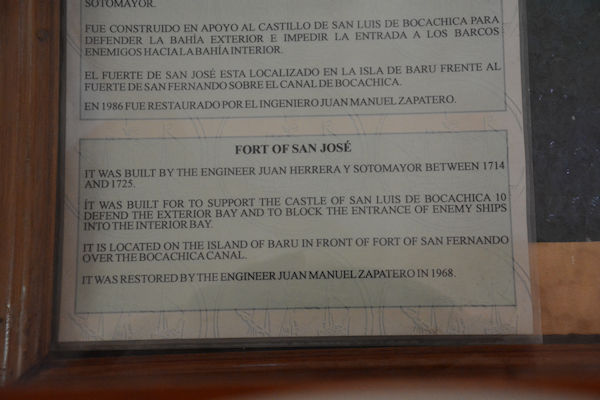 SOTOMAYOR.
FUE CONSTRUIDO EN APOYO AL CASTILLO DE SAN LUIS DE BOCACHICA PARA
DEFENDER LA BAHÍA EXTERIOR E IMPEDIR LA ENTRADA A LOS BARCOS
ENEMIGOS HACIA LA BAHÍA INTERIOR.
EL FUERTE DE SAN JOSÉ ESTA LOCALIZADO EN LA ISLA DE BARU FRENTE AL
FUERTE DE SAN FERNANDO SOBRE EL CANAL DE BOCACHICA.
EN 1986 FUE RESTAURADO POR EL INGENIERO JUAN MANUEL ZAPATERO.
FORT OF SAN JOSÉ
IT WAS BUILT BY THE ENGINEER JUAN HERRERA Y SOTOMAYOR BETWEEN 1714
AND 1725.
ÍT WAS BUILT FOR TO SUPPORT THE CASTLE OF SAN LUIS DE BOCACHICA 10
DEFEND THE EXTERIOR BAY AND TO BLOCK THE ENTRANCE OF ENEMY SHIPS
INTO THE INTERIOR BAY.
IT IS LOCATED ON THE ISLAND OF BARU IN FRONT OF FORT OF SAN FERNANDO
OVER THE BOCACHICA CANAL.
IT WAS RESTORED BY THE ENGINEER JUAN MANUEL ZAPATERO IN 1968.